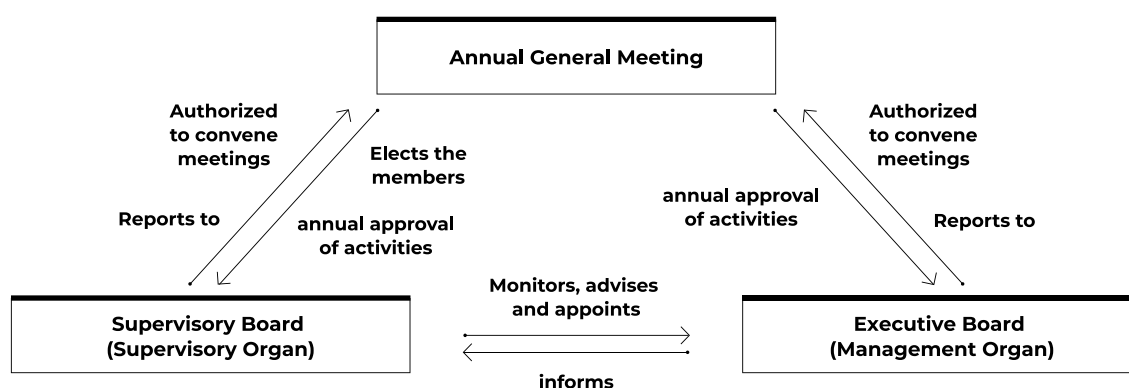 Annual General Meeting
Authorized
to convene
meetings
Elects the
members
Reports to
annual approval
of activities
Authorized
to convene
meetings
annual approval
of activities
Reports to
Monitors, advises
and appoints
Supervisory Board
(Supervisory Organ)
Executive Board
(Management Organ)
informs